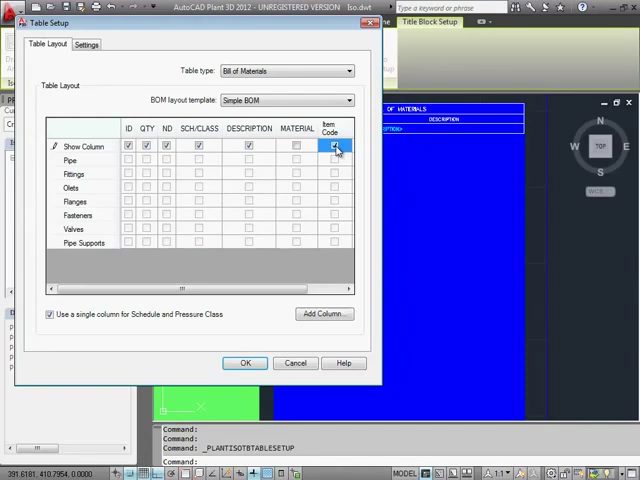 AutoCAD Plant 3D 2012 - UNREGISTERED VERSION Iso.dwt
Type a keyword or phrase
Table Setup
Title Block Setup
Table Layout Settings
Table type: Bill of Materials
Table Layout
BOM layout template: Simple BOM
OF MATERIALS
DESCRIPTION
ID QTY ND SCH/CLASS DESCRIPTION MATERIAL Item Code
Show Column
Pipe
Fittings
Olets
Flanges
Fasteners
Valves
Pipe Supports
N
W TOP E
S
WCS
Use a single column for Schedule and Pressure Class
Add Column...
OK Cancel Help
X
Command:
Command:
Command: _PLANTISOTBTABLESETUP
Command:
391.6181, 410.7954, 0.0000
MODEL
1:1